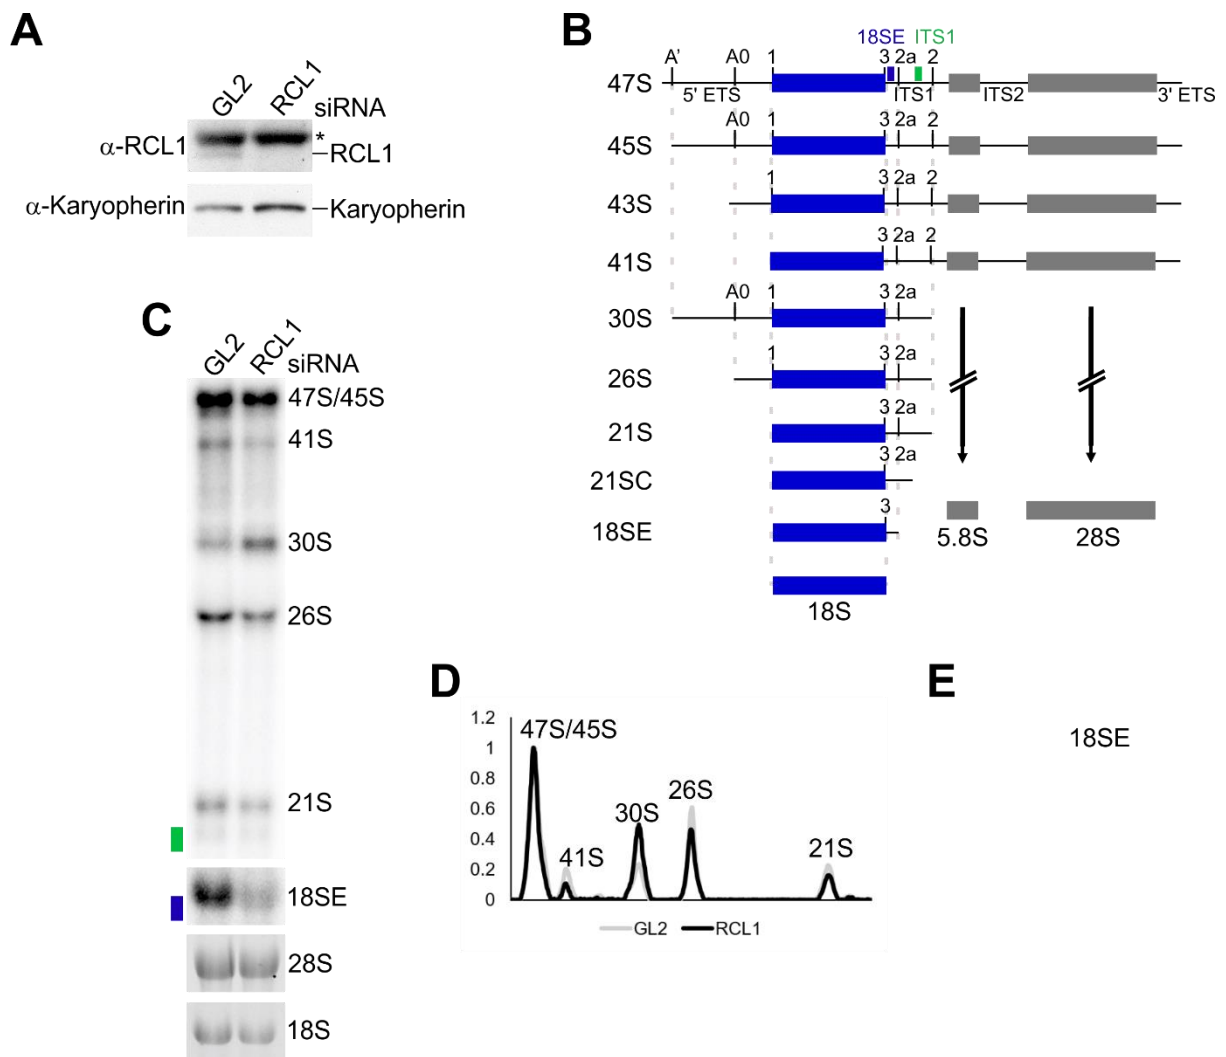 A
GL2 RCL1 siRNA
α-RCL1
*
RCL1
α-Karyopherin
Karyopherin
B
18SE ITS1
A' A0 1 3 2a 2
47S
5' ETS ITS1 ITS2 3' ETS
A0 1 3 2a 2
45S
1 3 2a 2
43S
3 2a 2
41S
A0 1 3 2a
30S
1 3 2a
26S
3 2a
21S
3 2a
21SC
3
18SE
5.8S 28S
18S
C
GL2 RCL1 siRNA
47S/45S
41S
30S
26S
21S
18SE
28S
18S
D
1.2
1
0.8
0.6
0.4
0.2
0
47S/45S
41S
30S
26S
21S
GL2 RCL1
E
18SE